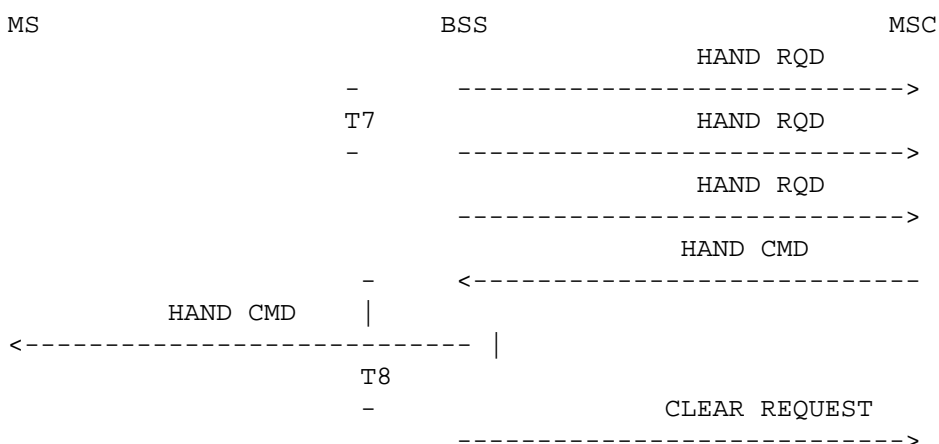 MS BSS MSC
HAND RQD
T7 HAND RQD
HAND RQD
HAND CMD
HAND CMD
T8
CLEAR REQUEST